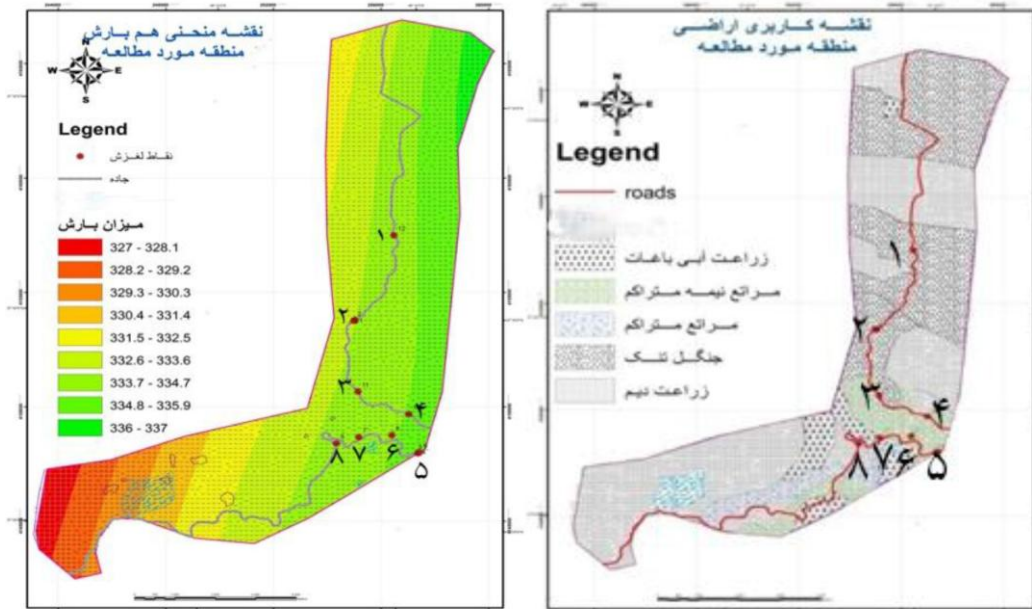 نقشه منحنی هم بارش
منطقه مورد مطالعه
N
W
E
S
Legend
نقاط لغزش
جاده
میزان بارش
327 - 328.1
328.2 - 329.2
329.3 - 330.3
330.4 - 331.4
331.5 - 332.5
332.6 - 333.6
333.7 - 334.7
334.8 - 335.9
336 - 337
۱
۲
۳
۴
۸ ۷ ۶
۵
نقشه کاربری اراضی
منطقه مورد مطالعه
N
W
E
S
Legend
roads
زراعت آبی باغات
مراتع نیمه متراکم
مراتع متراکم
جنگل تنک
زراعت دیم
۱
۲
۳
۴
۸ ۷ ۶ ۵